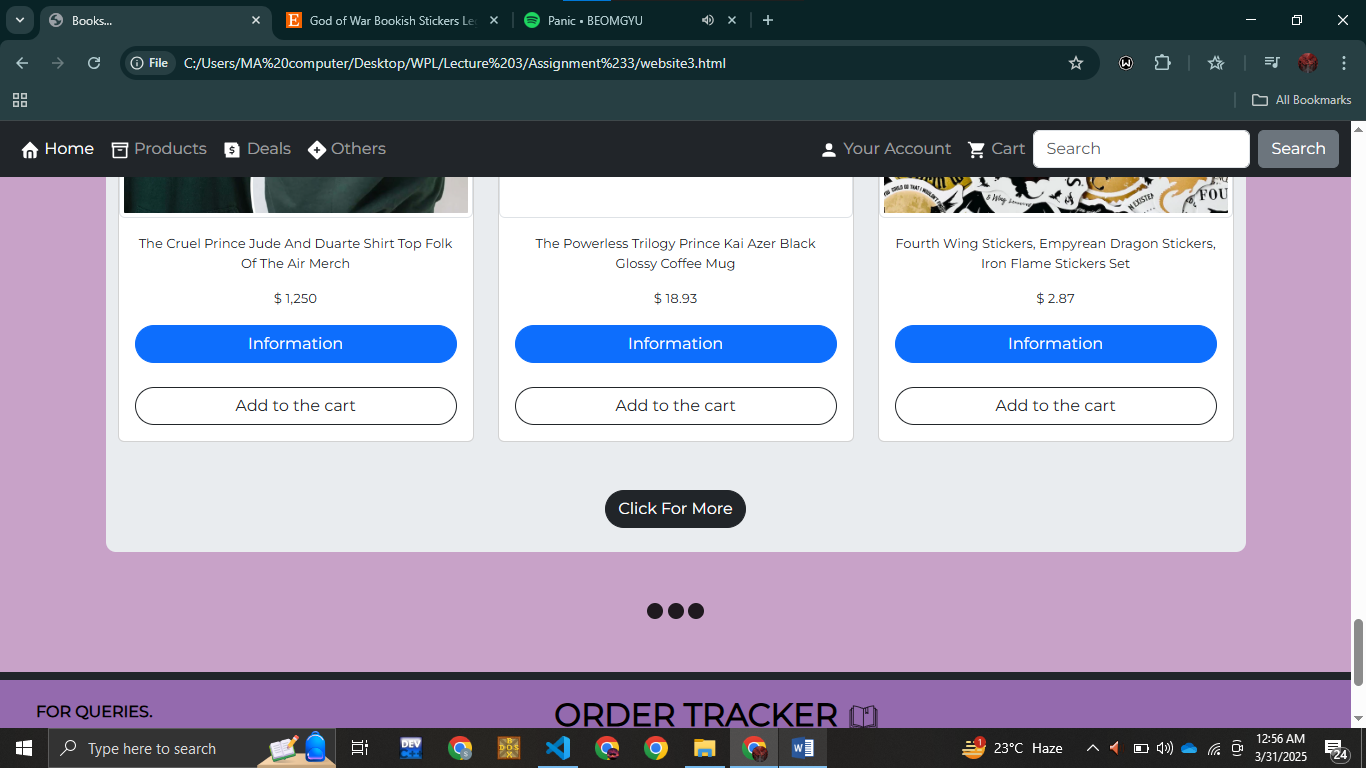 Books...
God of War Bookish Stickers Le
Panic • BEOMGYU
File
C:/Users/MA%20computer/Desktop/WPL/Lecture%203/Assignment%233/website3.html
All Bookmarks
Home
Products
Deals
Others
Your Account
Cart
Search
Search
The Cruel Prince Jude And Duarte Shirt Top Folk
Of The Air Merch
$ 1,250
Information
Add to the cart
The Powerless Trilogy Prince Kai Azer Black
Glossy Coffee Mug
$ 18.93
Information
Add to the cart
FOU
Fourth Wing Stickers, Empyrean Dragon Stickers,
Iron Flame Stickers Set
$ 2.87
Information
Add to the cart
Click For More
FOR QUERIES.
ORDER TRACKER
Type here to search
DEV
23°C Haze
12:56 AM
3/31/2025
24